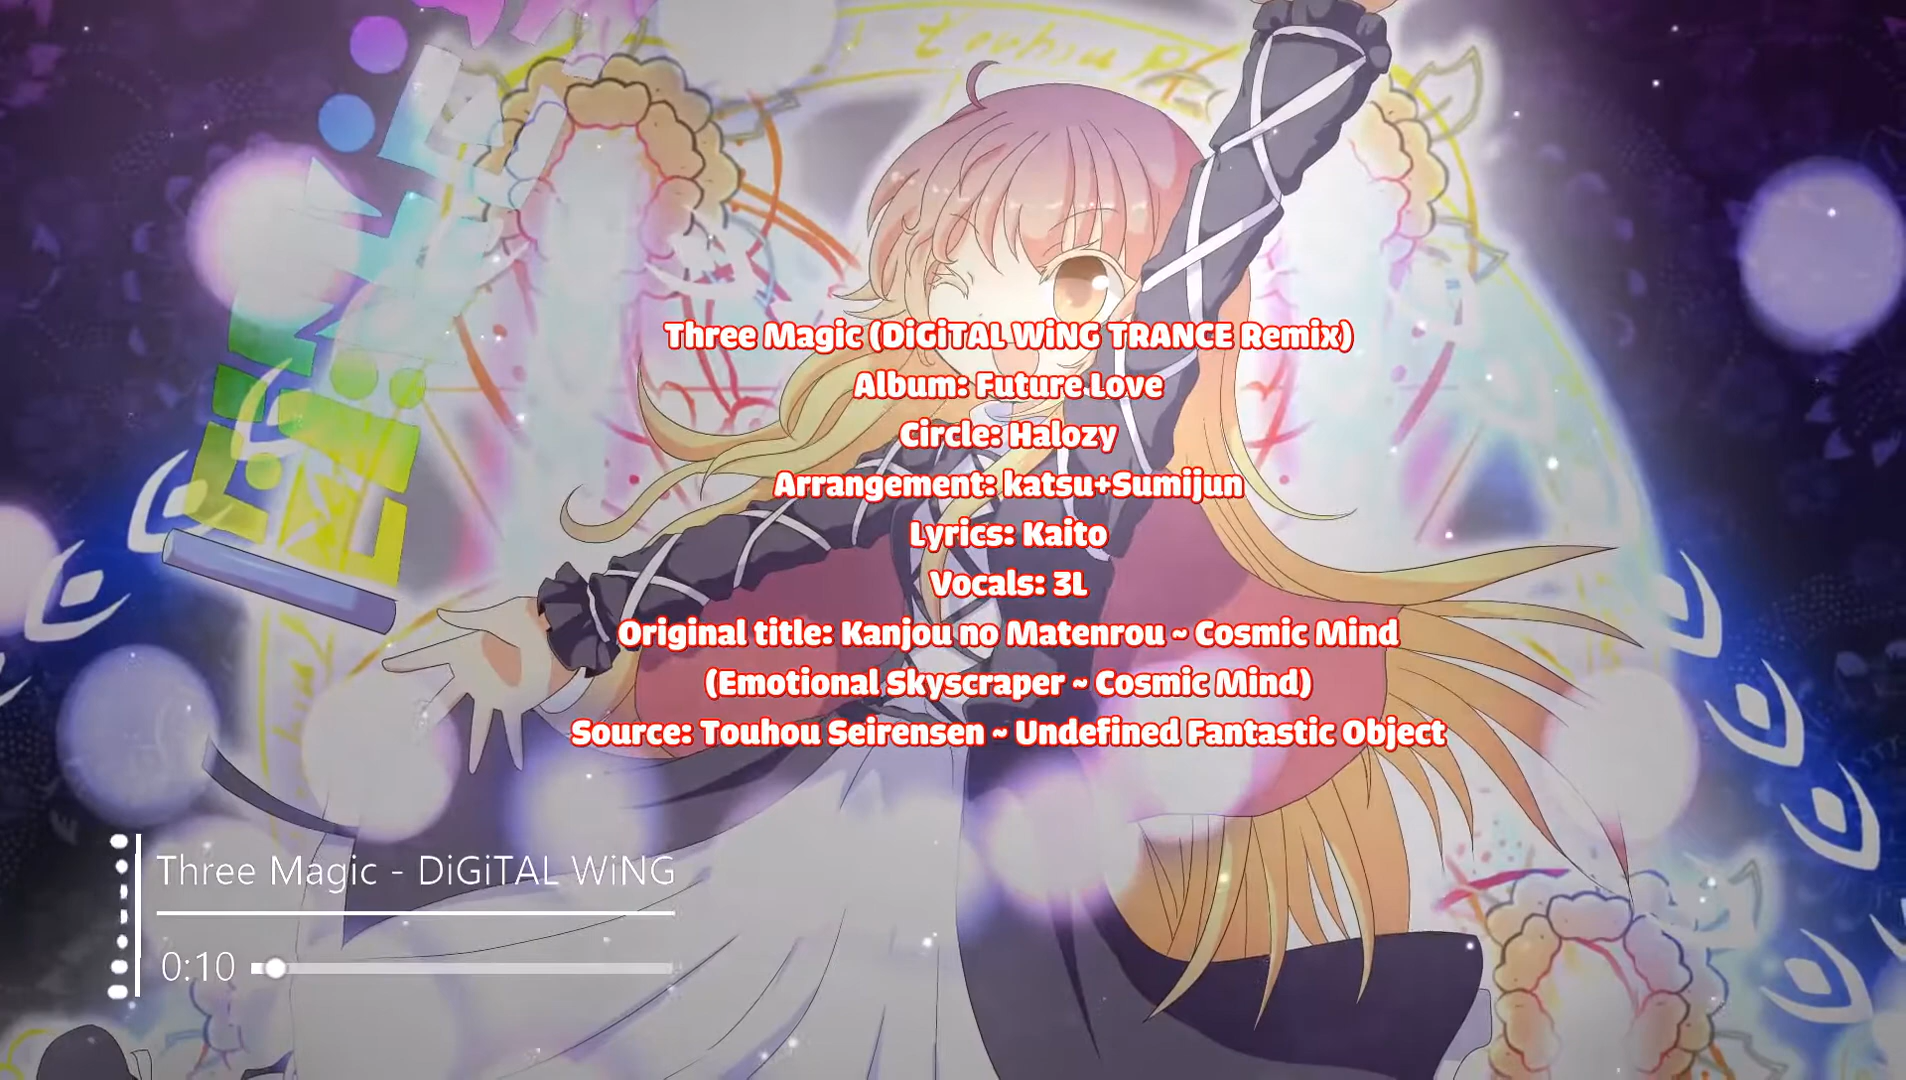 Three Magic (DiGiTAL WiNG TRANCE Remix)
Album: Future Love
Circle: Halozy
Arrangement: katsu+Sumijun
Lyrics: Kaito
Vocals: 3L
Original title: Kanjou no Matenrou ~ Cosmic Mind
(Emotional Skyscraper ~ Cosmic Mind)
Source: Touhou Seirensen ~ Undefined Fantastic Object
Three Magic - DiGiTAL WiNG
0:10